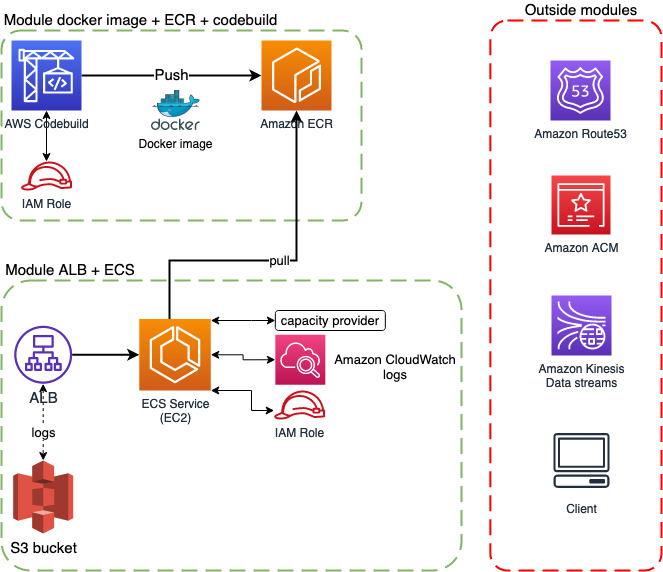 Module docker image + ECR + codebuild
Outside modules
Push
53
AWS Codebuild
docker
Amazon ECR
Docker image
Amazon Route53
IAM Role
Amazon ACM
pull
Module ALB + ECS
capacity provider
Amazon CloudWatch
logs
Amazon Kinesis
Data streams
ALB
ECS Service
(EC2)
IAM Role
logs
Client
S3 bucket